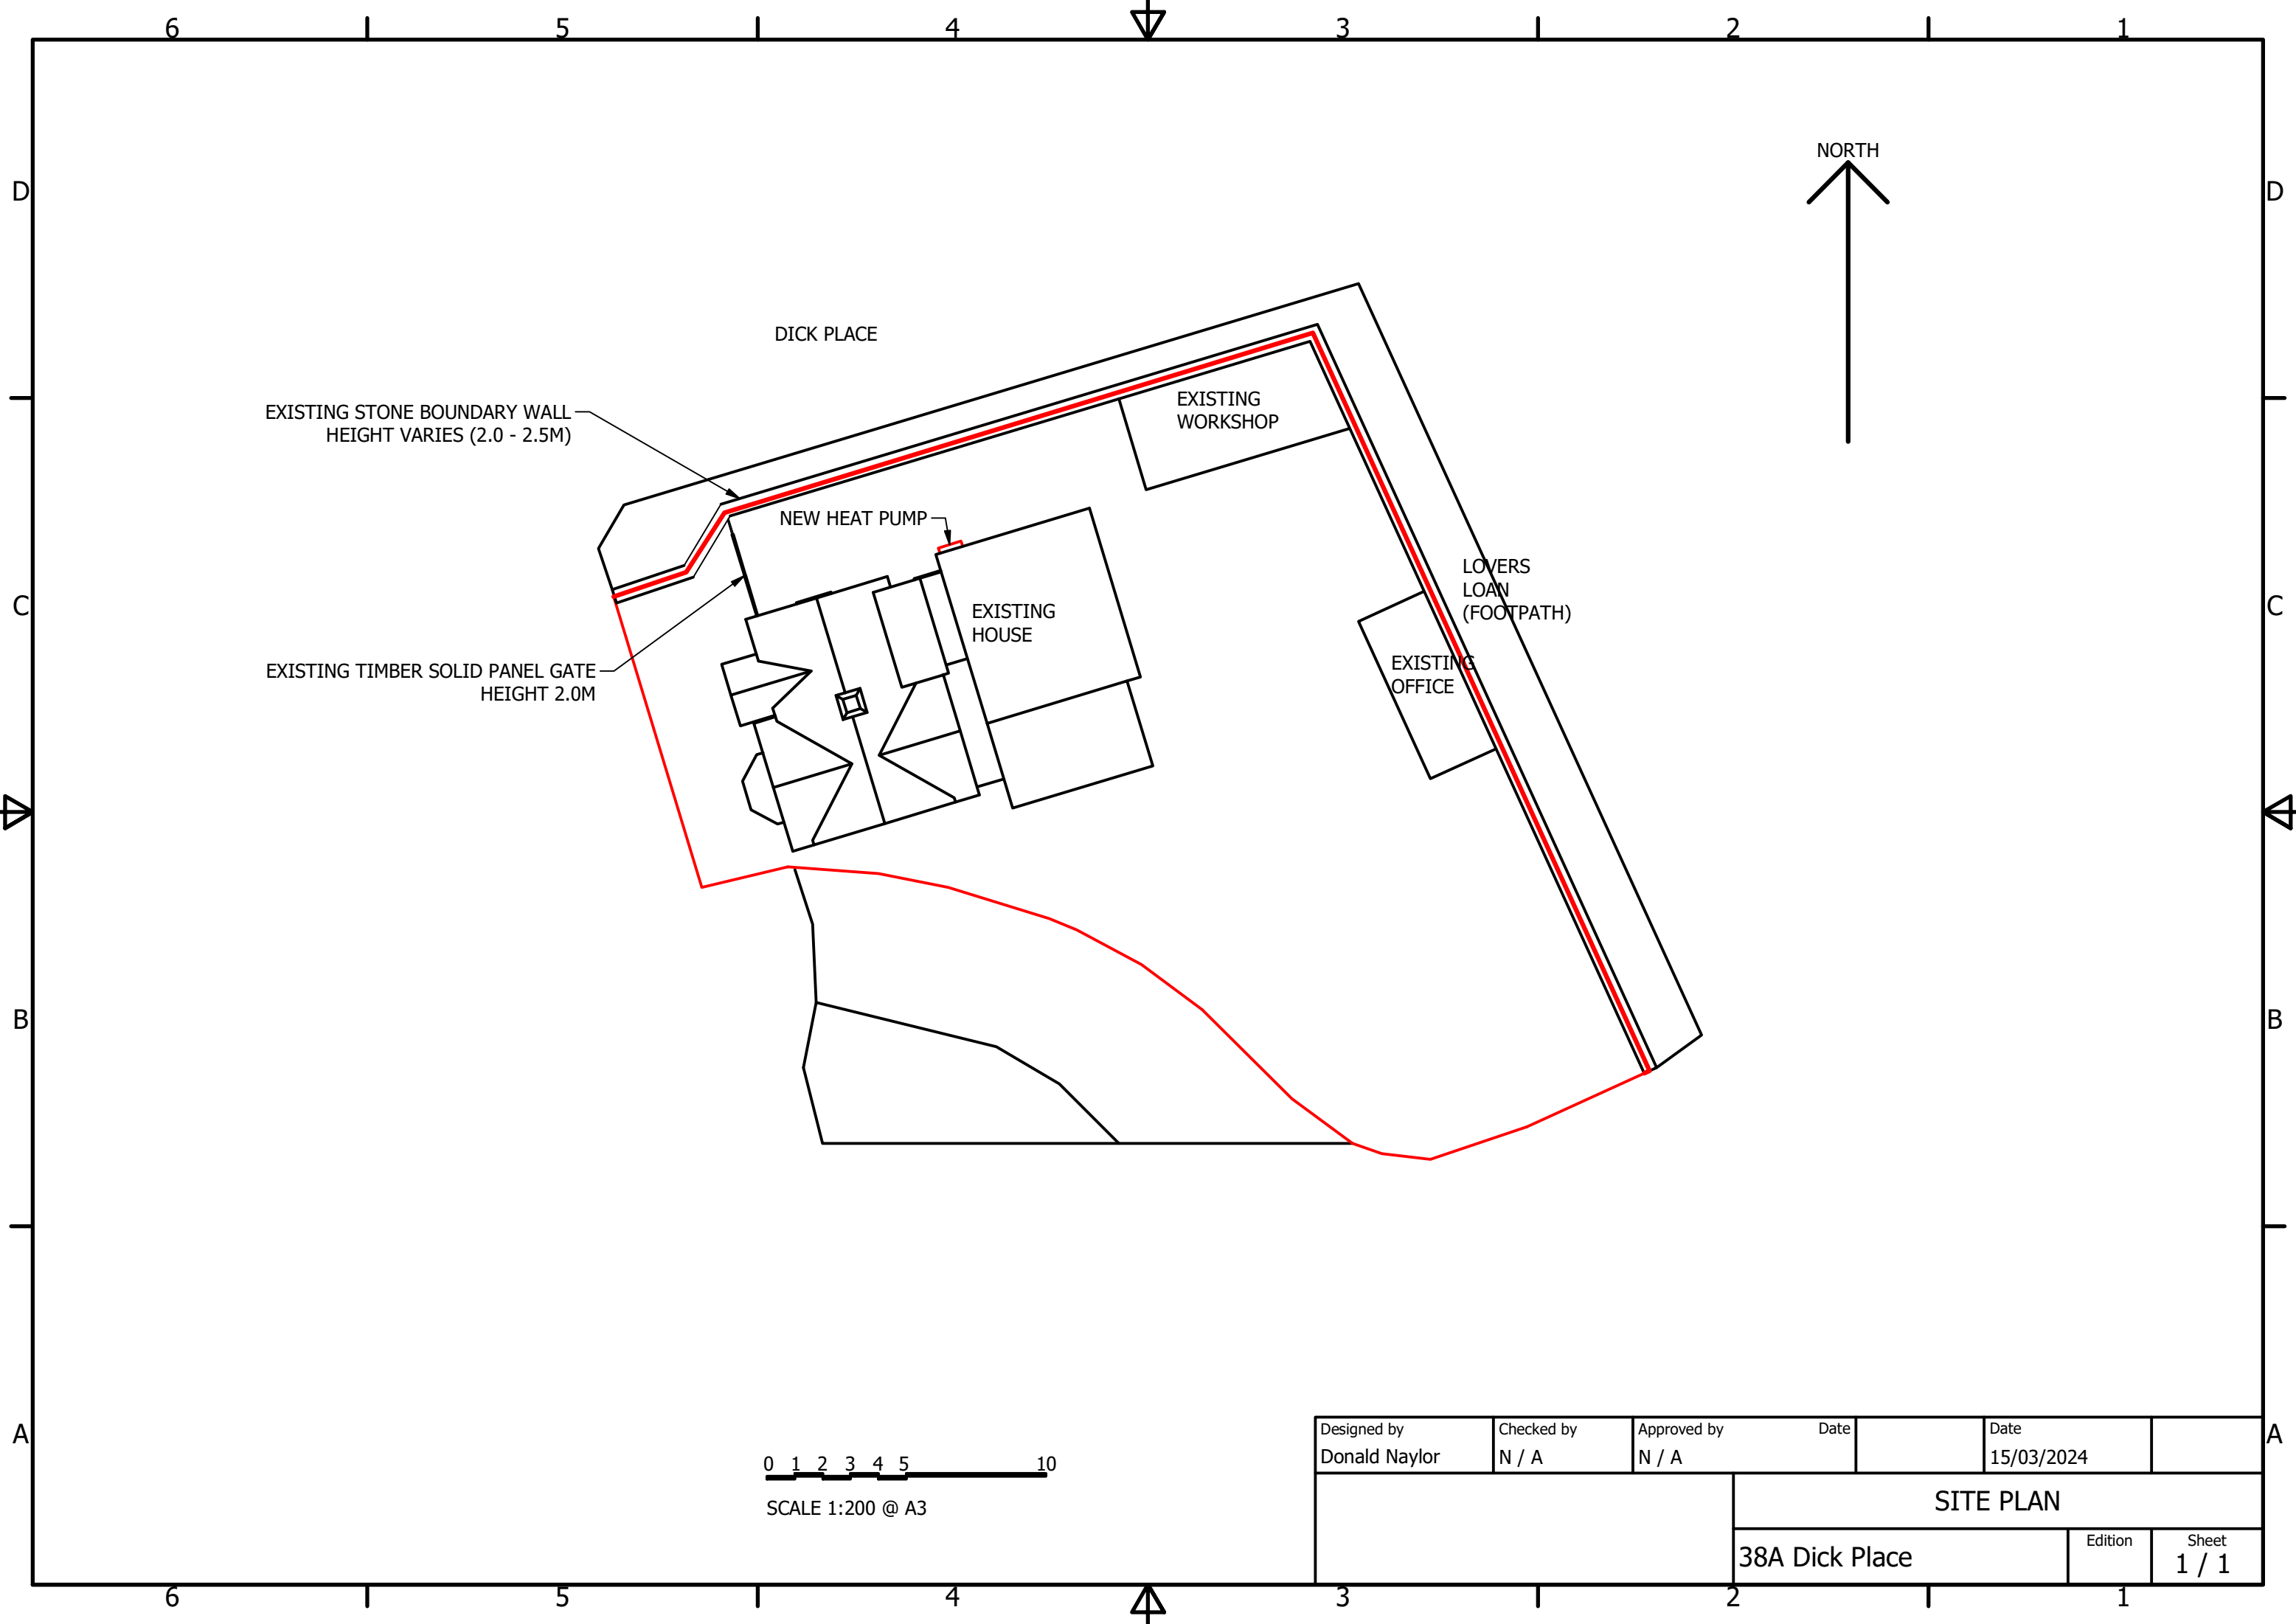 6 5 4 3 2 1
D D
NORTH
DICK PLACE
EXISTING STONE BOUNDARY WALL
HEIGHT VARIES (2.0 - 2.5M)
EXISTING
WORKSHOP
NEW HEAT PUMP
LOVERS
LOAN
(FOOTPATH)
C C
EXISTING
HOUSE
EXISTING TIMBER SOLID PANEL GATE
HEIGHT 2.0M
EXISTING
OFFICE
B B
A A
0 1 2 3 4 5 10
SCALE 1:200 @ A3
Designed by Checked by Approved by Date Date
Donald Naylor N / A N / A 15/03/2024
SITE PLAN
38A Dick Place
Edition
Sheet
1 / 1
6 5 4 3 2 1